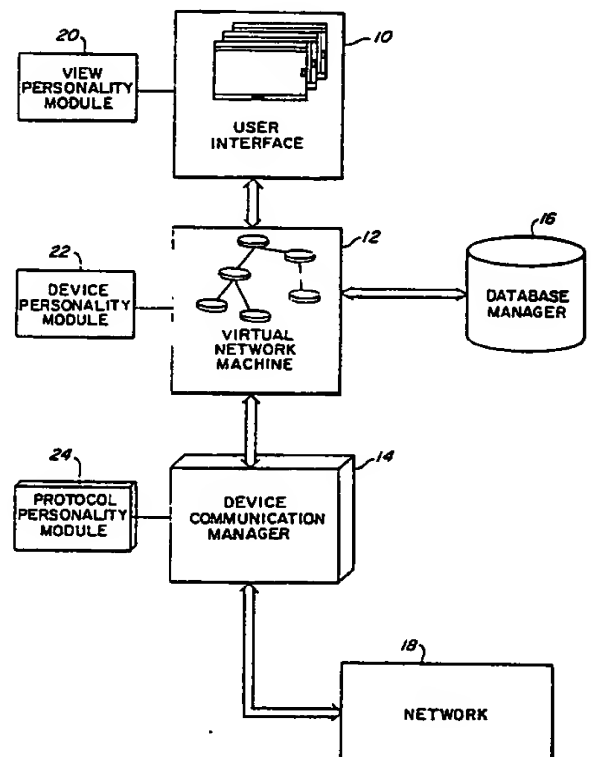 20
VIEW
PERSONALITY
MODULE
10
USER
INTERFACE
22
DEVICE
PERSONALITY
MODULE
12
VIRTUAL
NETWORK
MACHINE
16
DATABASE
MANAGER
24
PROTOCOL
PERSONALITY
MODULE
14
DEVICE
COMMUNICATION
MANAGER
18
NETWORK